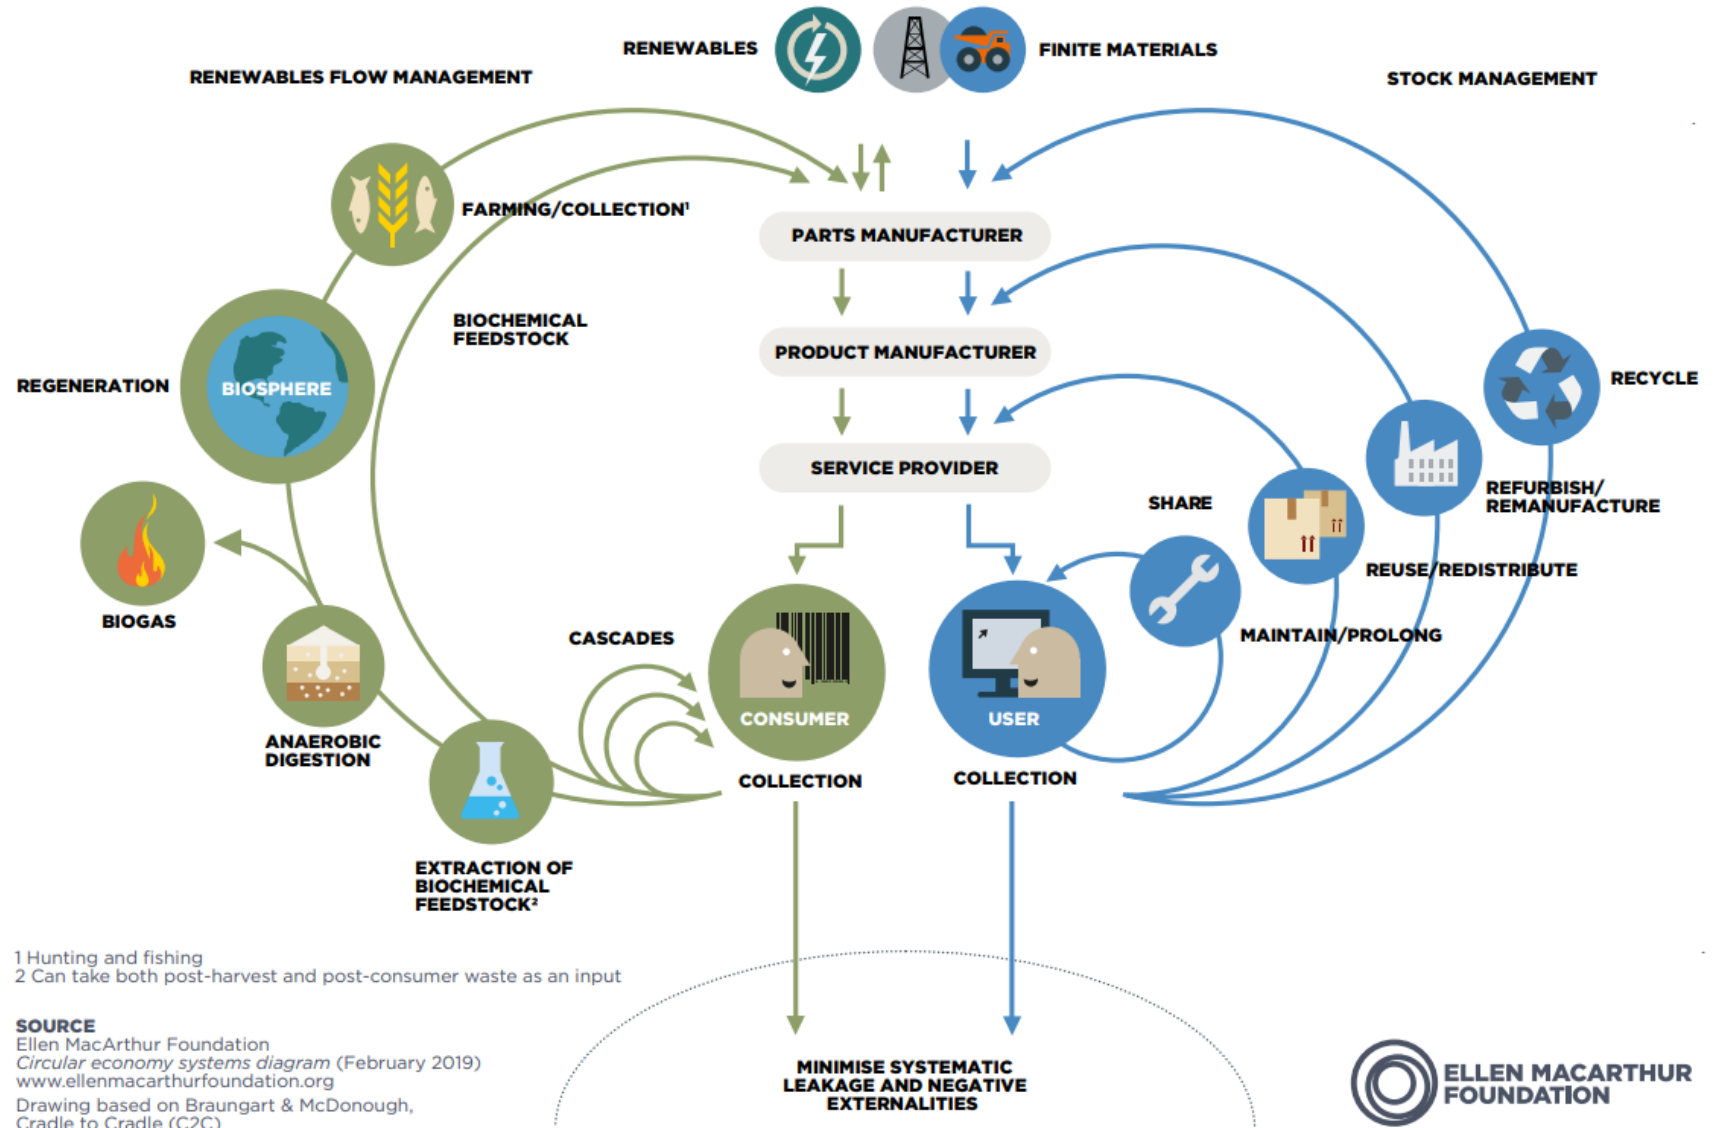 RENEWABLES
FINITE MATERIALS
RENEWABLES FLOW MANAGEMENT
STOCK MANAGEMENT
FARMING/COLLECTION¹
PARTS MANUFACTURER
BIOCHEMICAL
FEEDSTOCK
PRODUCT MANUFACTURER
REGENERATION
BIOSPHERE
RECYCLE
SERVICE PROVIDER
SHARE
REFURBISH/
REMANUFACTURE
REUSE/REDISTRIBUTE
BIOGAS
CASCADES
MAINTAIN/PROLONG
CONSUMER
USER
ANAEROBIC
DIGESTION
COLLECTION
COLLECTION
EXTRACTION OF
BIOCHEMICAL
FEEDSTOCK²
1 Hunting and fishing
2 Can take both post-harvest and post-consumer waste as an input
SOURCE
Ellen MacArthur Foundation
Circular economy systems diagram (February 2019)
www.ellenmacarthurfoundation.org
Drawing based on Braungart & McDonough,
Cradle to Cradle (C2C)
MINIMISE SYSTEMATIC
LEAKAGE AND NEGATIVE
EXTERNALITIES
ELLEN MACARTHUR
FOUNDATION